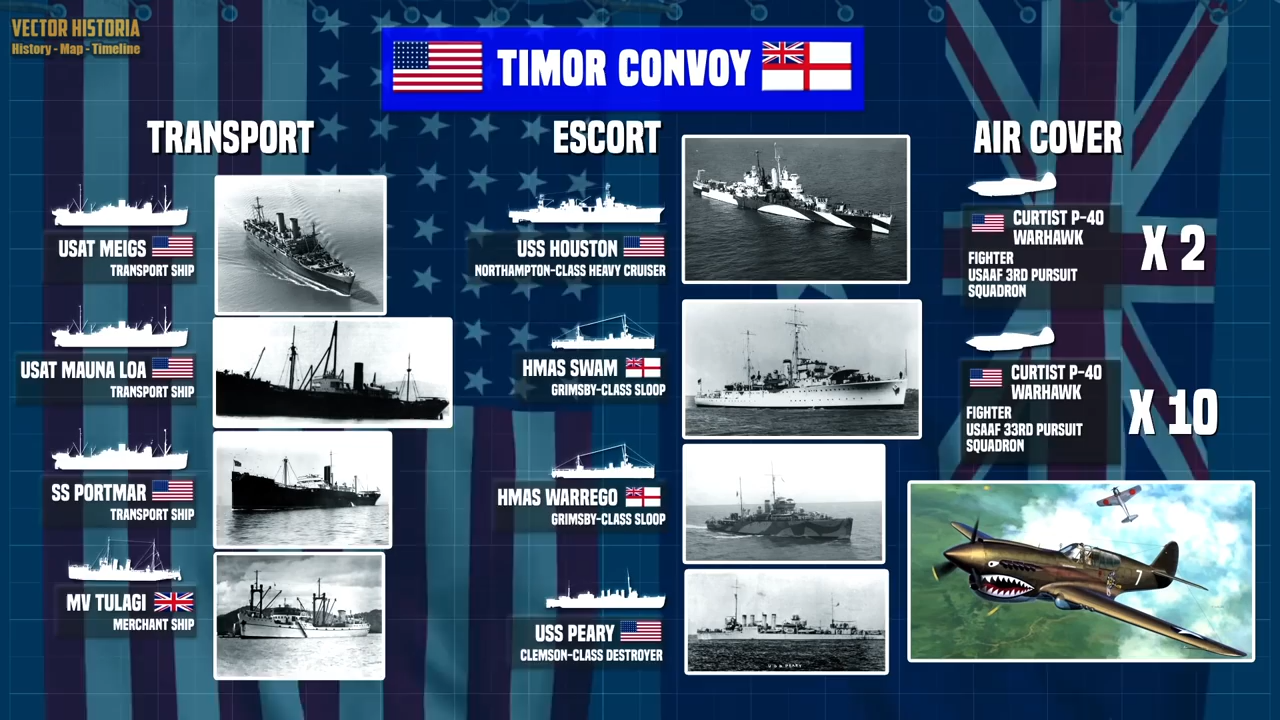 VECTOR HISTORIA
History - Map - Timeline
TIMOR CONVOY
TRANSPORT
USAT MEIGS
TRANSPORT SHIP
USAT MAUNA LOA
TRANSPORT SHIP
SS PORTMAR
TRANSPORT SHIP
MV TULAGI
MERCHANT SHIP
ESCORT
USS HOUSTON
NORTHAMPTON-CLASS HEAVY CRUISER
HMAS SWAM
GRIMSBY-CLASS SLOOP
HMAS WARREGO
GRIMSBY-CLASS SLOOP
USS PEARY
CLEMSON-CLASS DESTROYER
USS PEARY
AIR COVER
CURTIST P-40
WARHAWK
X 2
FIGHTER
USAAF 3RD PURSUIT
SQUADRON
CURTIST P-40
WARHAWK
X 10
FIGHTER
USAAF 33RD PURSUIT
SQUADRON
7